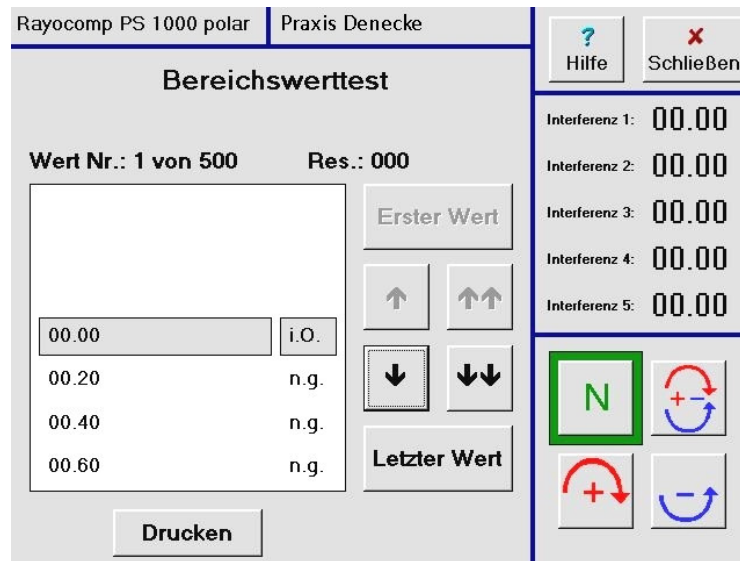 Rayocomp PS 1000 polar
Praxis Denecke
?
Hilfe
Schließen
Bereichswerttest
Wert Nr.: 1 von 500
Res.: 000
Erster Wert
00.00 i.O.
00.20 n.g.
00.40 n.g.
00.60 n.g.
Letzter Wert
Drucken
Interferenz 1: 00.00
Interferenz 2: 00.00
Interferenz 3: 00.00
Interferenz 4: 00.00
Interferenz 5: 00.00
N
+-
+
-